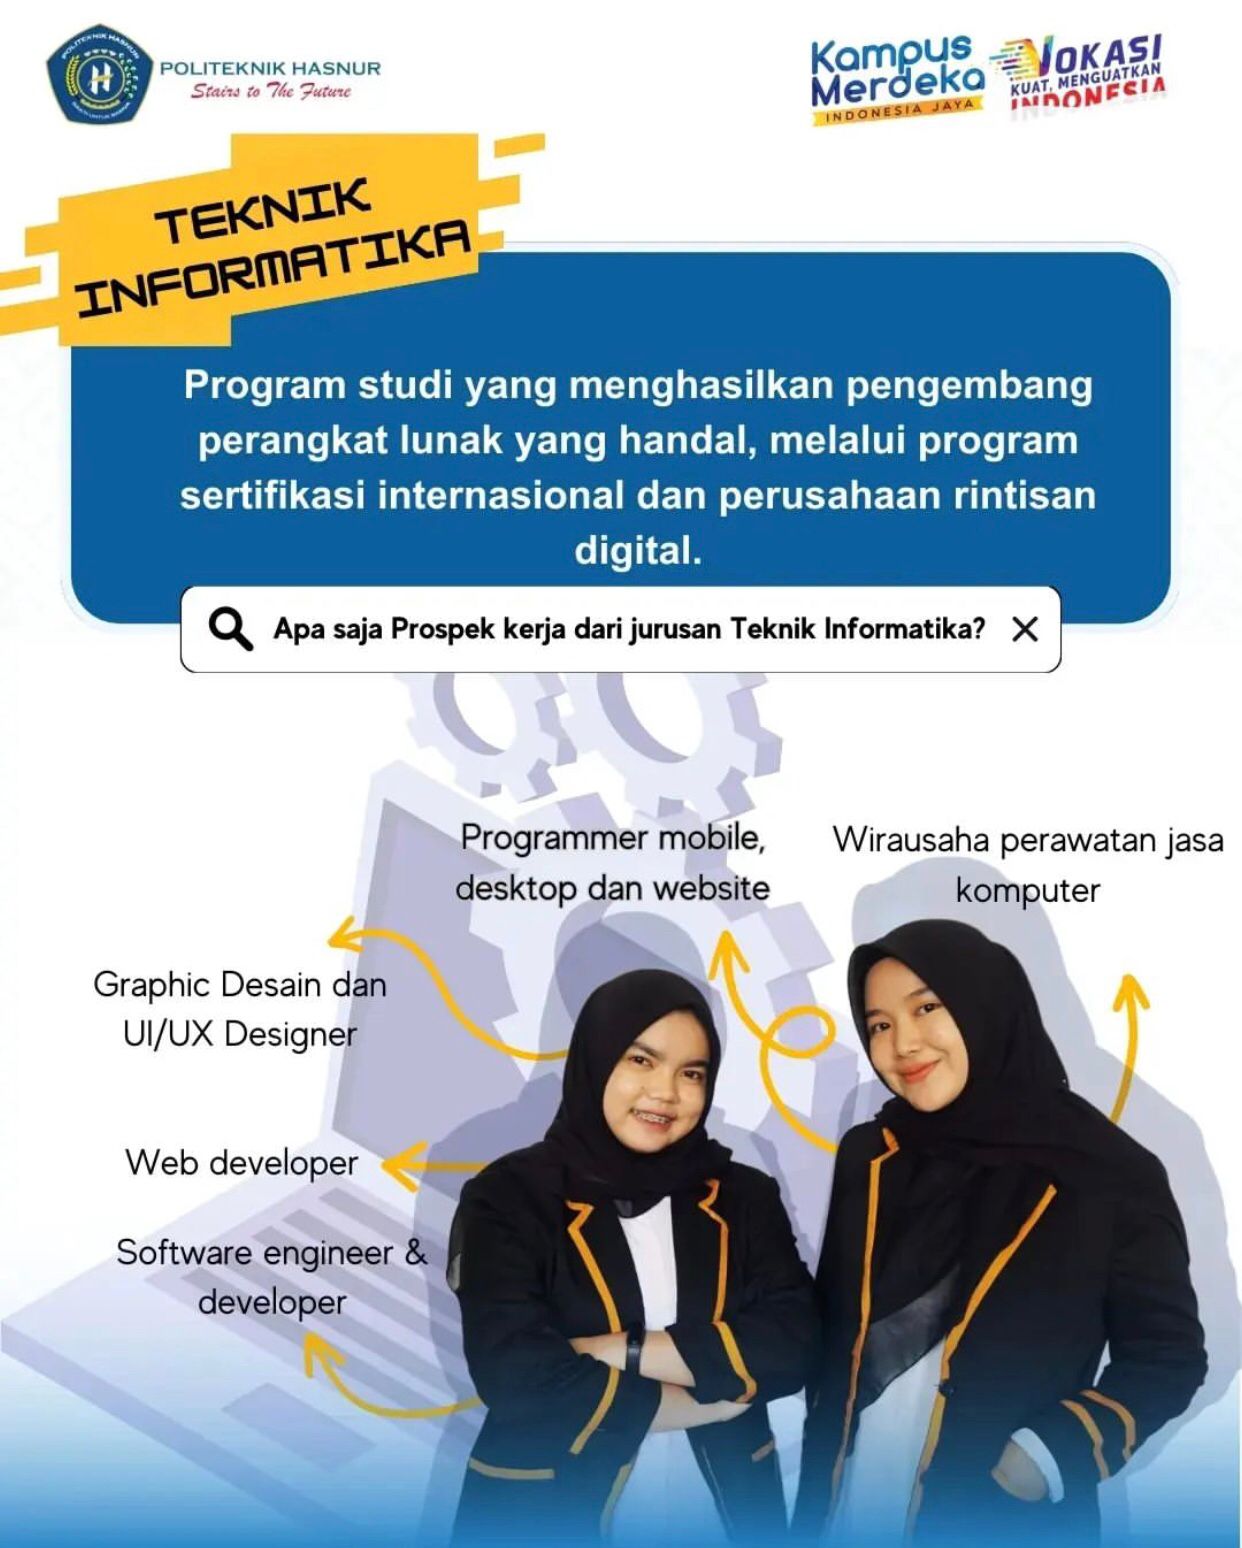 POLITEKNIK HASNUR
POLITEKNIK HASNUR
Stairs to The Future
Kampus
Merdeka
INDONESIA JAYA
VOKASI
KUAT, MENGUATKAN
INDONESIA
TEKNIK
INFORMATIKA
Program studi yang menghasilkan pengembang
perangkat lunak yang handal, melalui program
sertifikasi internasional dan perusahaan rintisan
digital.
Apa saja Prospek kerja dari jurusan Teknik Informatika?
Programmer mobile,
desktop dan website
Wirausaha perawatan jasa
komputer
Graphic Desain dan
UI/UX Designer
Web developer
Software engineer &
developer